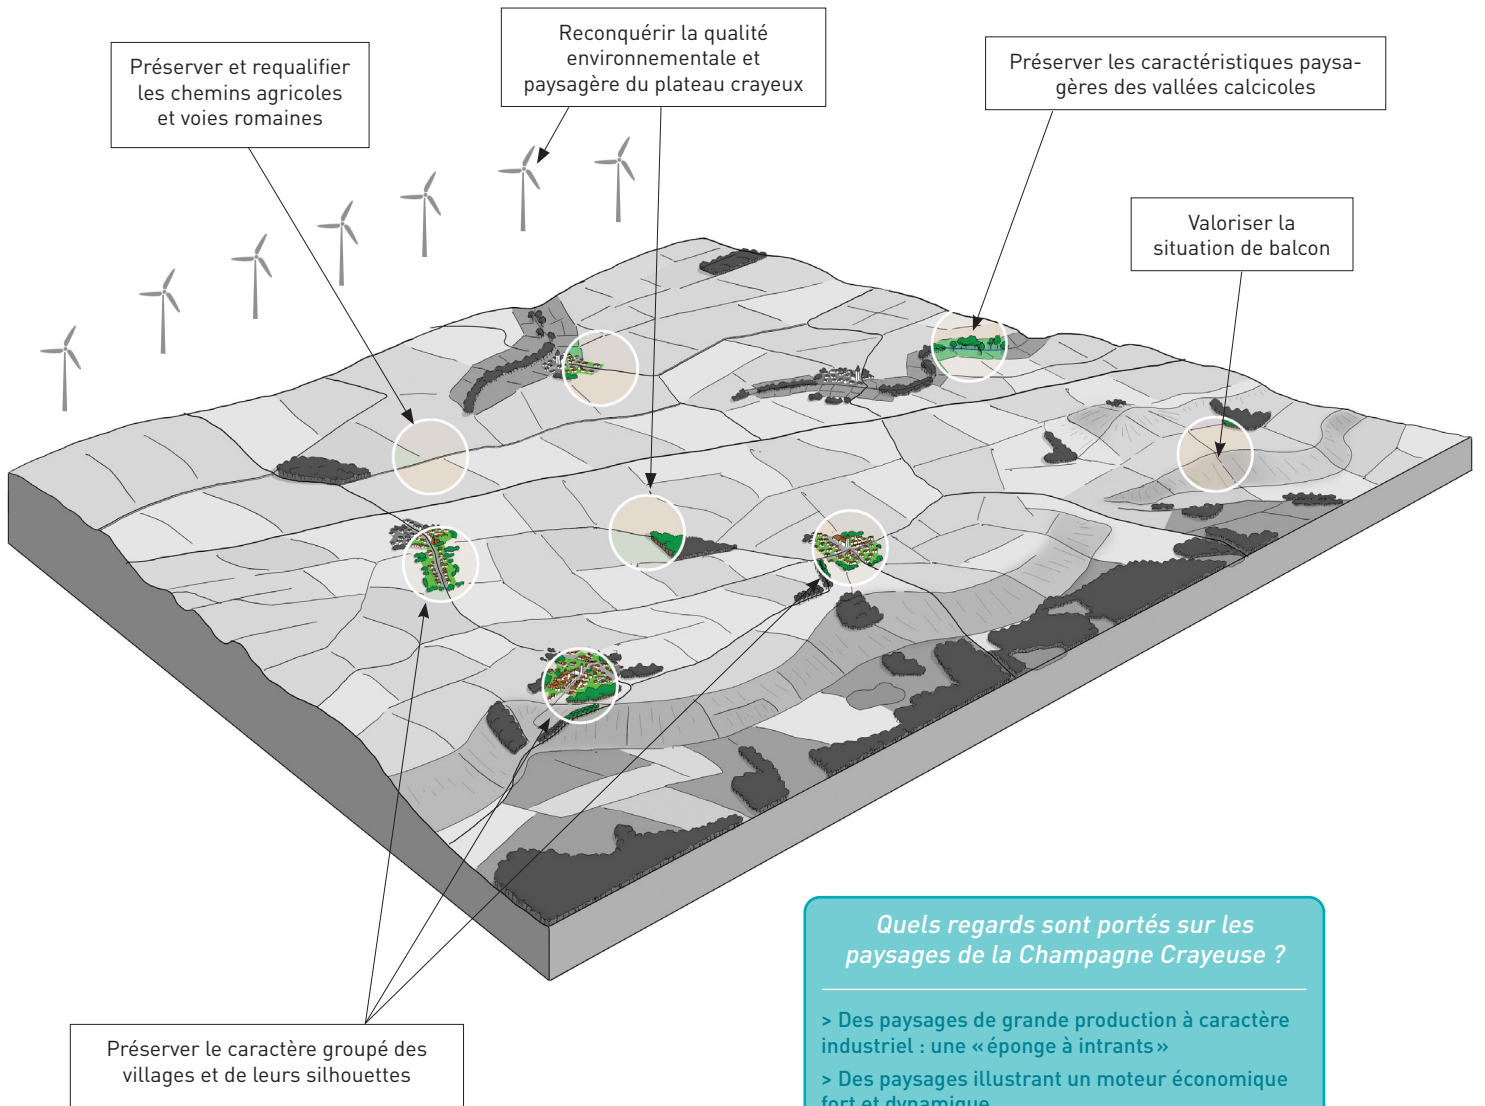 Reconquérir la qualité
environnementale et
paysagère du plateau crayeux
Préserver et requalifier
les chemins agricoles
et voies romaines
Préserver les caractéristiques paysa-
gères des vallées calcicoles
Valoriser la
situation de balcon
Quels regards sont portés sur les
paysages de la Champagne Crayeuse ?
> Des paysages de grande production à caractère
industriel : une « éponge à intrants »
> Des paysages illustrant un moteur économique
fort et dynamique
Préserver le caractère groupé des
villages et de leurs silhouettes